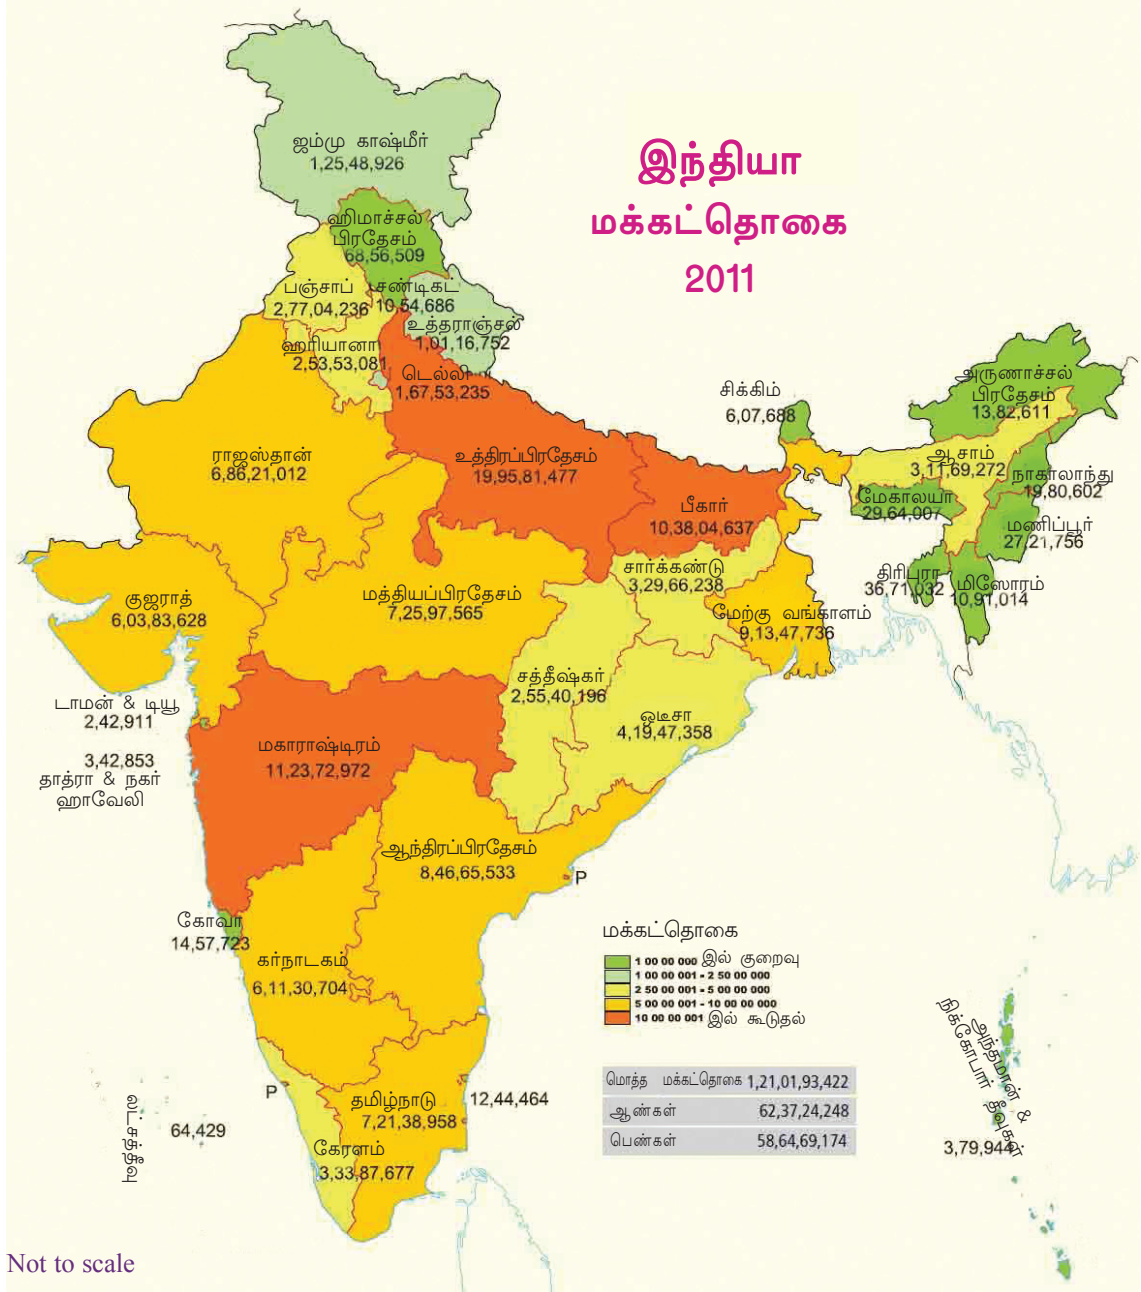 ஜம்மு காஷ்மீர்
1,25,48,926
இந்தியா
மக்கட்தொகை
2011
ஹிமாச்சல்
பிரதேசம்
68,56,509
பஞ்சாப்
2,77,04,236
சண்டிகட்
10,54,686
உத்தராஞ்சல்
1,01,16,752
ஹரியானா
2,53,53,081
டெல்லி
1,67,53,235
சிக்கிம்
6,07,688
அருணாச்சல்
பிரதேசம்
13,82,611
ராஜஸ்தான்
6,86,21,012
உத்திரப்பிரதேசம்
19,95,81,477
ஆசாம்
3,11,69,272
நாகாலாந்து
19,80,602
மேகாலயா
29,64,007
பீகார்
10,38,04,637
மணிப்பூர்
27,21,756
சார்க்கண்டு
3,29,66,238
திரிபுரா
36,71,032
மிஸோரம்
10,91,014
குஜராத்
6,03,83,628
மத்தியப்பிரதேசம்
7,25,97,565
மேற்கு வங்காளம்
9,13,47,736
சத்தீஷ்கர்
2,55,40,196
டாமன் & டியூ
2,42,911
ஒடீசா
4,19,47,358
3,42,853
தாத்ரா & நகர்
ஹாவேலி
மகாராஷ்டிரம்
11,23,72,972
ஆந்திரப்பிரதேசம்
8,46,65,533
P
கோவா
14,57,723
கர்நாடகம்
6,11,30,704
மக்கட்தொகை
1 00 00 000 இல் குறைவு
1 00 00 001 - 2 50 00 000
2 50 00 001 - 5 00 00 000
5 00 00 001 - 10 00 00 000
10 00 00 001 இல் கூடுதல்
அந்தமான் &
நிக்கோபார் தீவுகள்
3,79,944
மொத்த மக்கட்தொகை 1,21,01,93,422
ஆண்கள் 62,37,24,248
பெண்கள் 58,64,69,174
P
தமிழ்நாடு
7,21,38,958
12,44,464
லட்சத்தீவு
64,429
கேரளம்
3,33,87,677
Not to scale